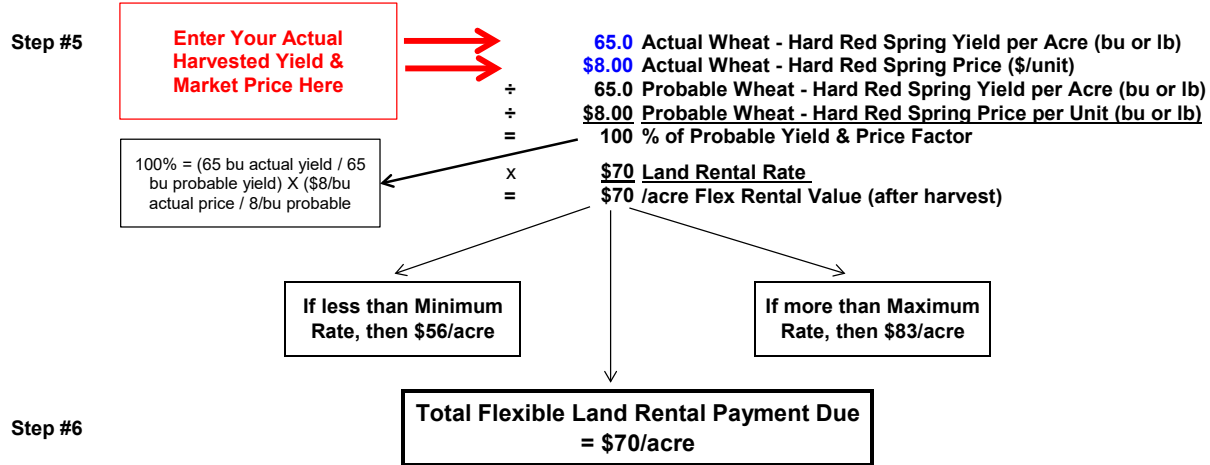 Step #5
Enter Your Actual
Harvested Yield &
Market Price Here
65.0 Actual Wheat - Hard Red Spring Yield per Acre (bu or lb)
$8.00 Actual Wheat - Hard Red Spring Price ($/unit)
÷ 65.0 Probable Wheat - Hard Red Spring Yield per Acre (bu or lb)
÷ $8.00 Probable Wheat - Hard Red Spring Price per Unit (bu or lb)
= 100 % of Probable Yield & Price Factor
100% = (65 bu actual yield / 65
bu probable yield) X ($8/bu
actual price / 8/bu probable
x $70 Land Rental Rate
= $70 /acre Flex Rental Value (after harvest)
If less than Minimum
Rate, then $56/acre
If more than Maximum
Rate, then $83/acre
Step #6
Total Flexible Land Rental Payment Due
= $70/acre